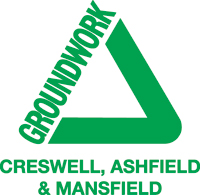 GROUNDWORK
CRESWELL, ASHFIELD
& MANSFIELD